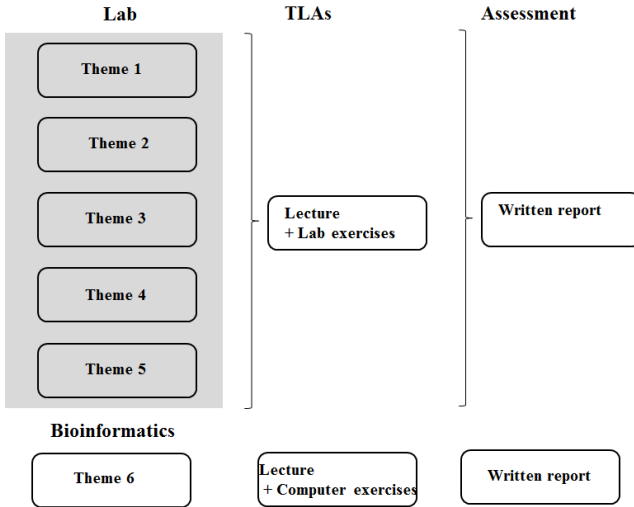 Lab
TLAs
Assessment
Theme 1
Theme 2
Theme 3
Theme 4
Theme 5
Lecture
+ Lab exercises
Written report
Bioinformatics
Theme 6
Lecture
+ Computer exercises
Written report